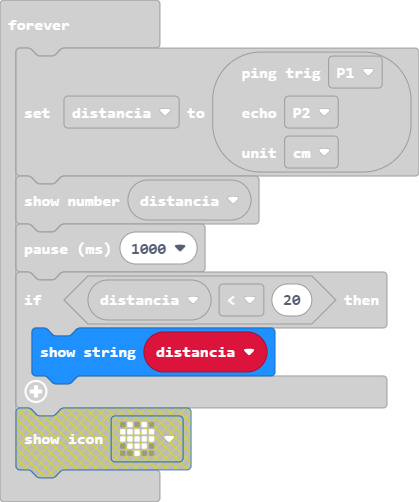 forever
set distancia to
ping trig P1
echo P2
unit cm
show number distancia
pause (ms) 1000
if distancia < 20 then
show string distancia
show icon